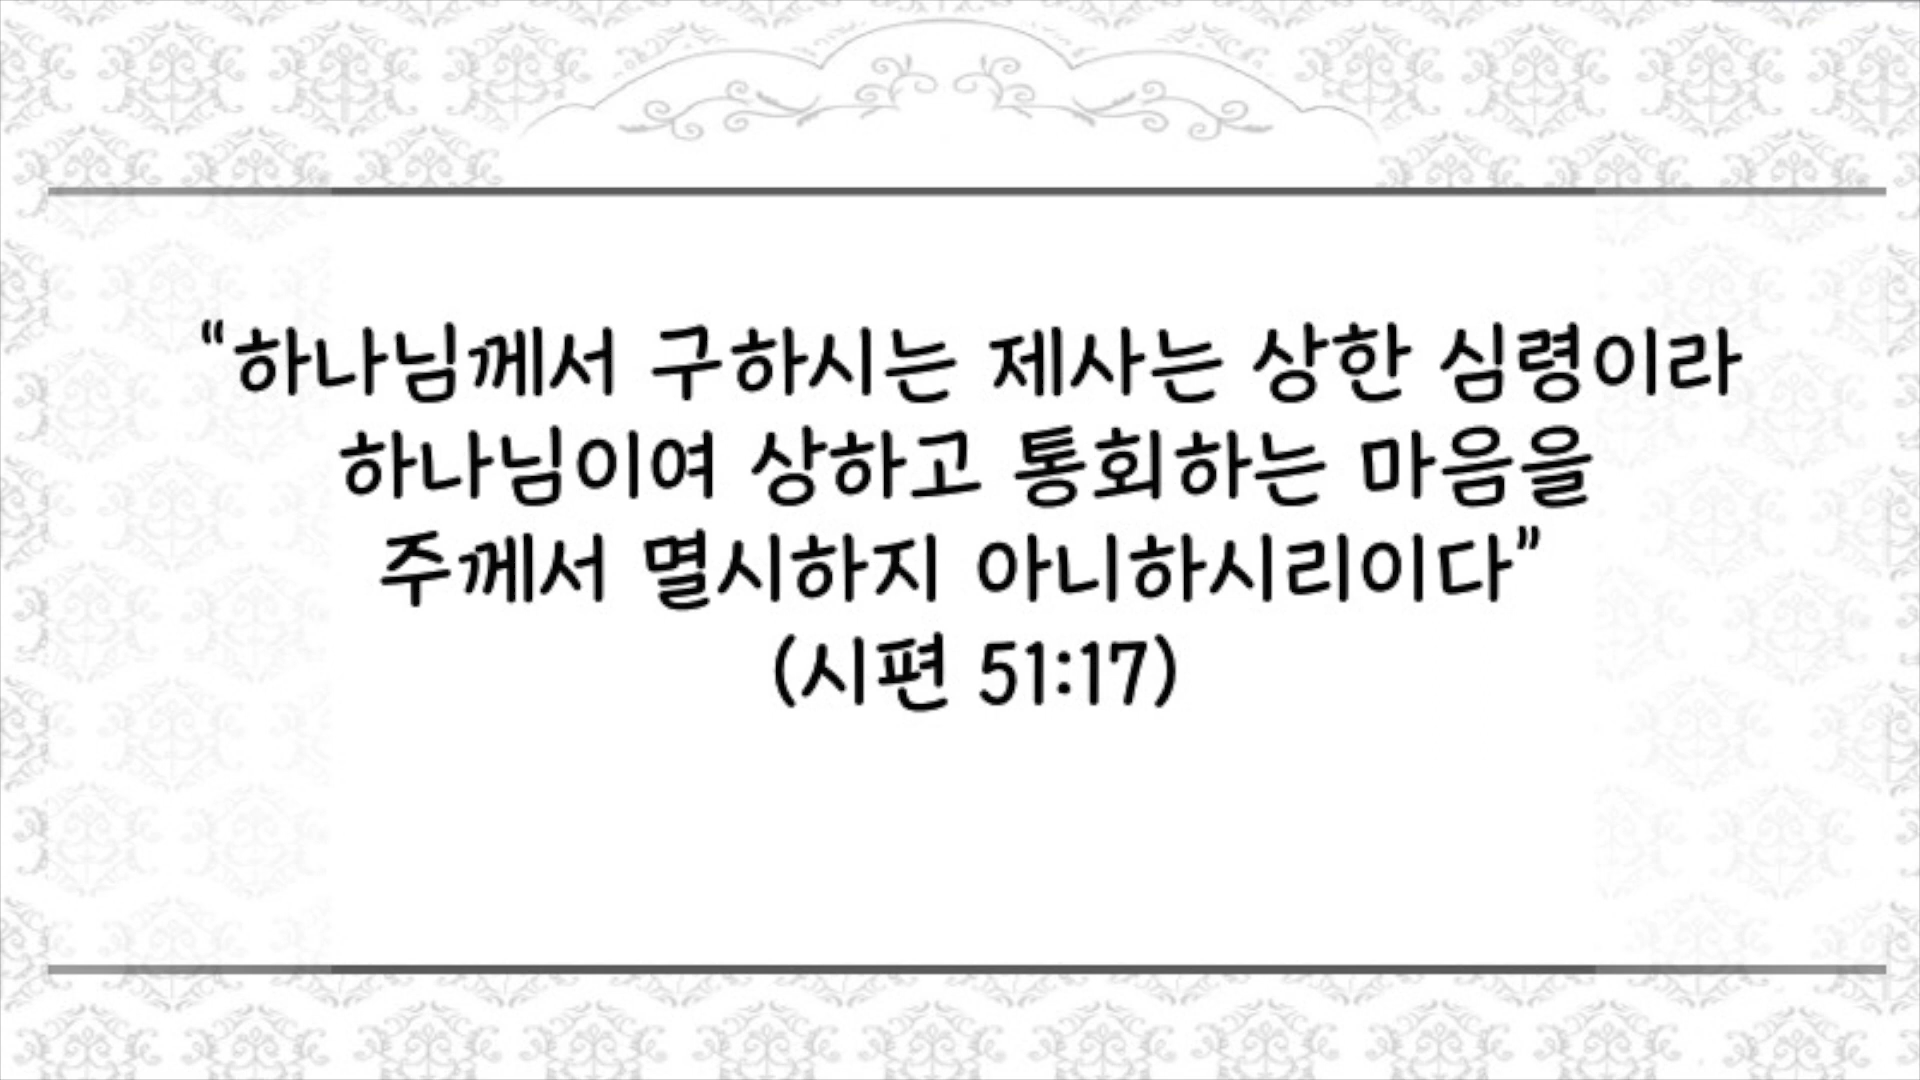 “하나님께서 구하시는 제사는 상한 심령이라
하나님이여 상하고 통회하는 마음을
주께서 멸시하지 아니하시리이다”
(시편 51:17)